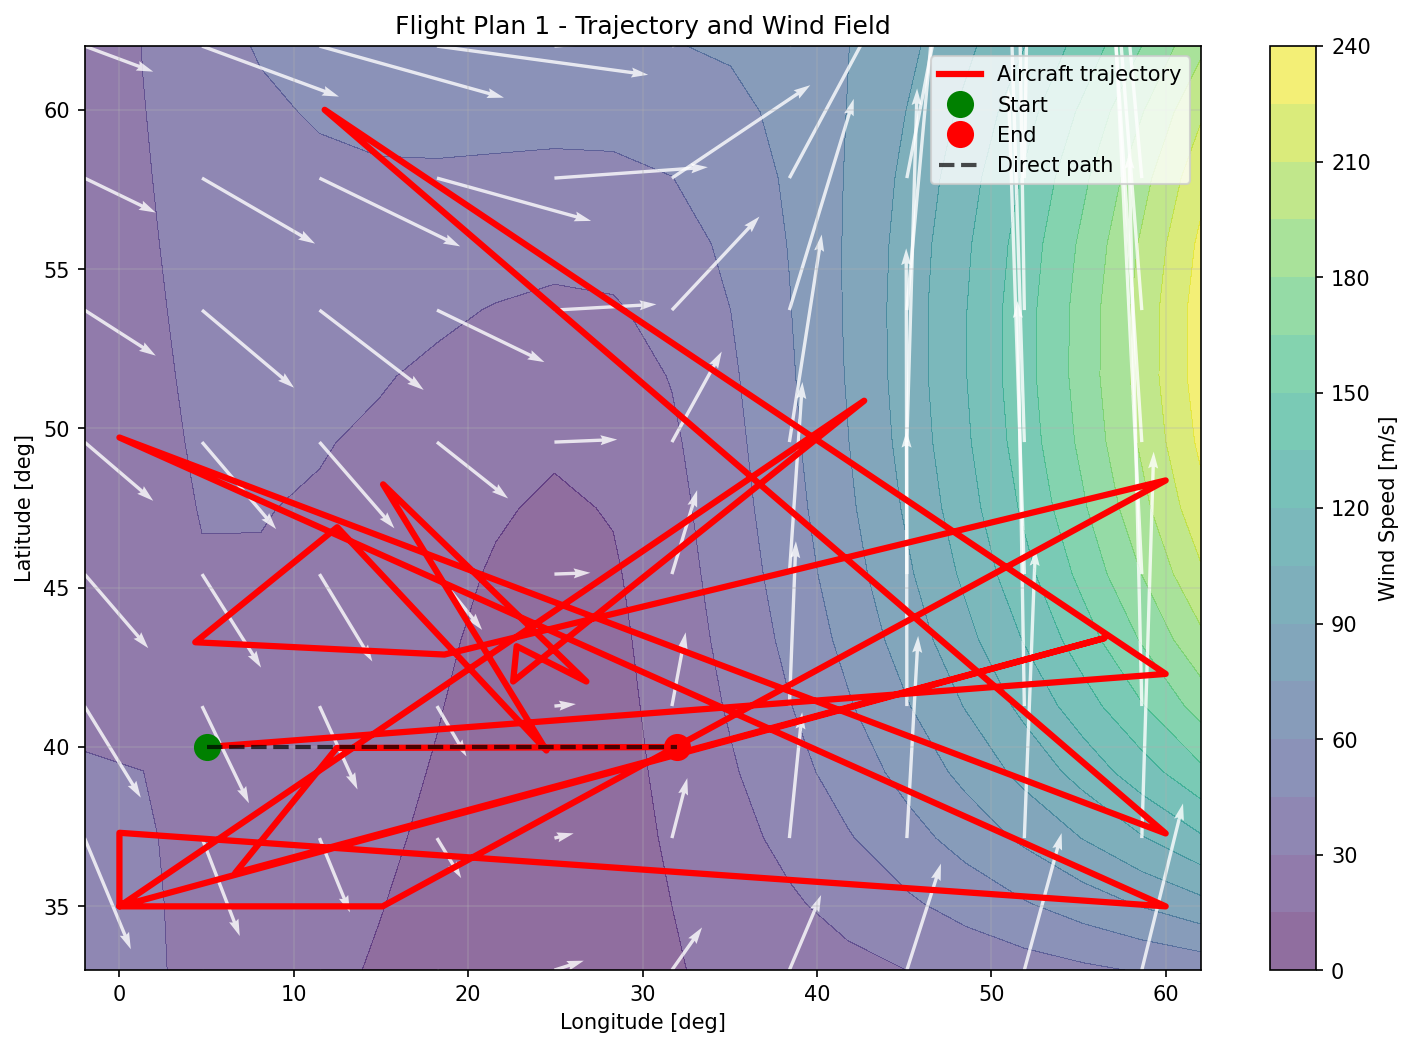 Flight Plan 1 - Trajectory and Wind Field
Aircraft trajectory
Start
End
Direct path
60
55
50
45
40
35
Latitude [deg]
0
10
20
30
40
50
60
Longitude [deg]
240
210
180
150
120
90
60
30
0
Wind Speed [m/s]